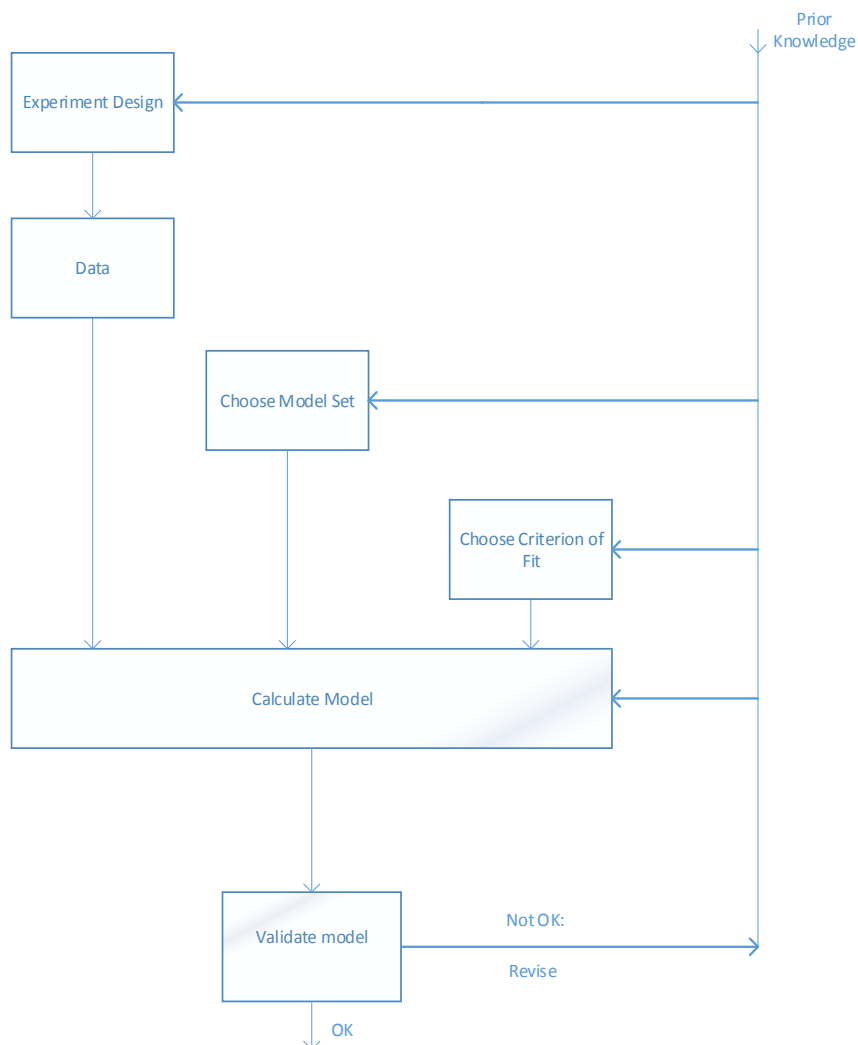 Prior
Knowledge
Experiment Design
Data
Choose Model Set
Choose Criterion of
Fit
Calculate Model
Not OK:
Validate model
Revise
OK